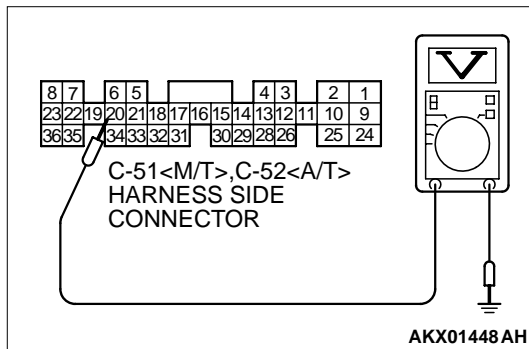 V
8 7 6 5 4 3 2 1
23 22 19 20 21 18 17 16 15 14 13 12 11 10 9
36 35 34 33 32 31 30 29 28 26 25 24
C-51<M/T>,C-52<A/T>
HARNESS SIDE
CONNECTOR
AKX01448 AH